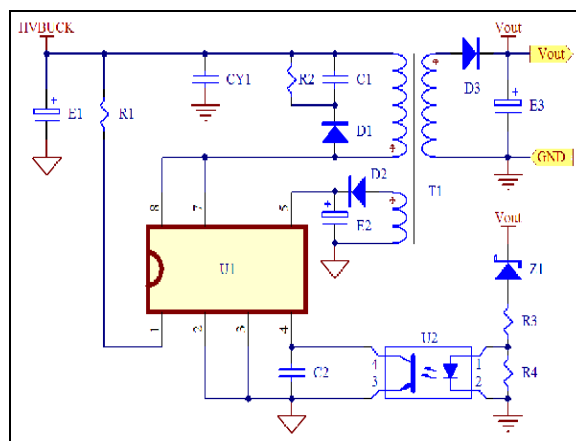 HVBUCK
Vout
Vout
E1
R1
CY1
R2
C1
D1
D3
E3
GND
D2
T1
E2
8
7
5
U1
1
2
3
4
Vout
Z1
R3
U2
C2
4
3
1
2
R4